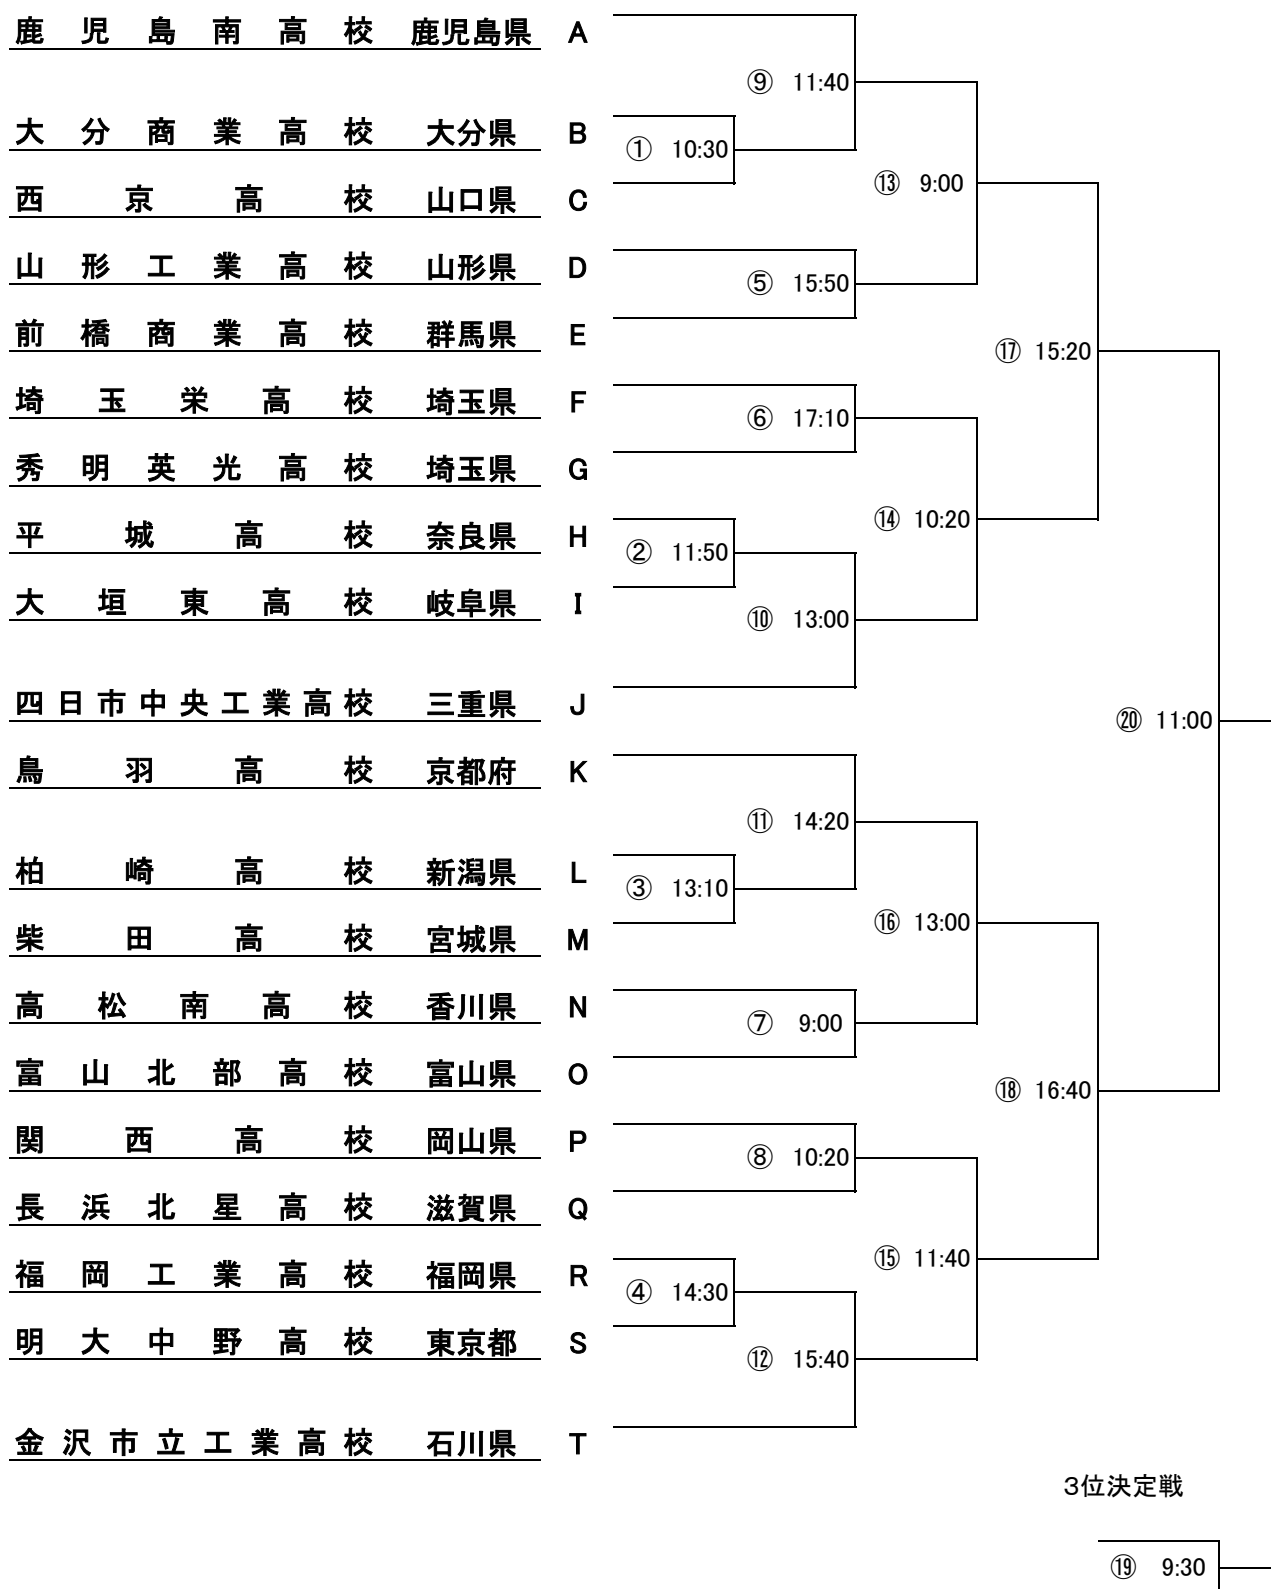 鹿児島南高校 鹿児島県 A
⑨ 11:40
大分商業高校 大分県 B
① 10:30
西京高校 山口県 C
⑬ 9:00
山形工業高校 山形県 D
⑤ 15:50
前橋商業高校 群馬県 E
⑰ 15:20
埼玉栄高校 埼玉県 F
⑥ 17:10
秀明英光高校 埼玉県 G
⑭ 10:20
平城高校 奈良県 H
② 11:50
大垣東高校 岐阜県 I
⑩ 13:00
四日市中央工業高校 三重県 J
⑳ 11:00
鳥羽高校 京都府 K
⑪ 14:20
柏崎高校 新潟県 L
③ 13:10
柴田高校 宮城県 M
⑯ 13:00
高松南高校 香川県 N
⑦ 9:00
富山北部高校 富山県 O
⑱ 16:40
関西高校 岡山県 P
⑧ 10:20
長浜北星高校 滋賀県 Q
⑮ 11:40
福岡工業高校 福岡県 R
④ 14:30
明大中野高校 東京都 S
⑫ 15:40
金沢市立工業高校 石川県 T
3位決定戦
⑲ 9:30